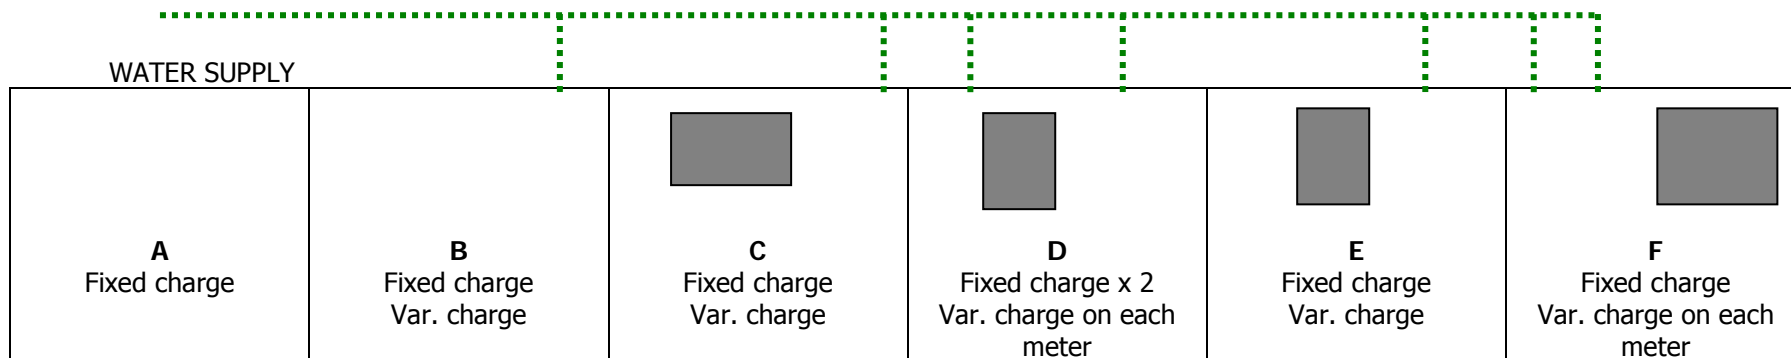 WATER SUPPLY
A
Fixed charge
B
Fixed charge
Var. charge
C
Fixed charge
Var. charge
D
Fixed charge x 2
Var. charge on each
meter
E
Fixed charge
Var. charge
F
Fixed charge
Var. charge on each
meter